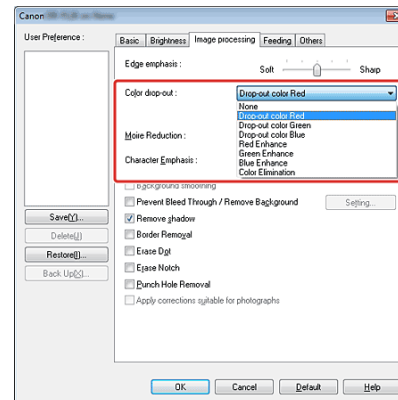 Canon on None
User Preference :
Basic Brightness Image processing Feeding Others
Edge emphasis :
Soft Sharp
Color drop-out : Drop-out color Red
None
Drop-out color Red
Drop-out color Green
Drop-out color Blue
Red Enhance
Green Enhance
Blue Enhance
Color Elimination
Moire Reduction :
Character Emphasis :
Background smoothing
Prevent Bleed Through / Remove Background Setting...
Remove shadow
Border Removal
Erase Dot
Erase Notch
Punch Hole Removal
Apply corrections suitable for photographs
Save(Y)...
Delete(J)
Restore(I)...
Back Up(X)...
OK Cancel Default Help